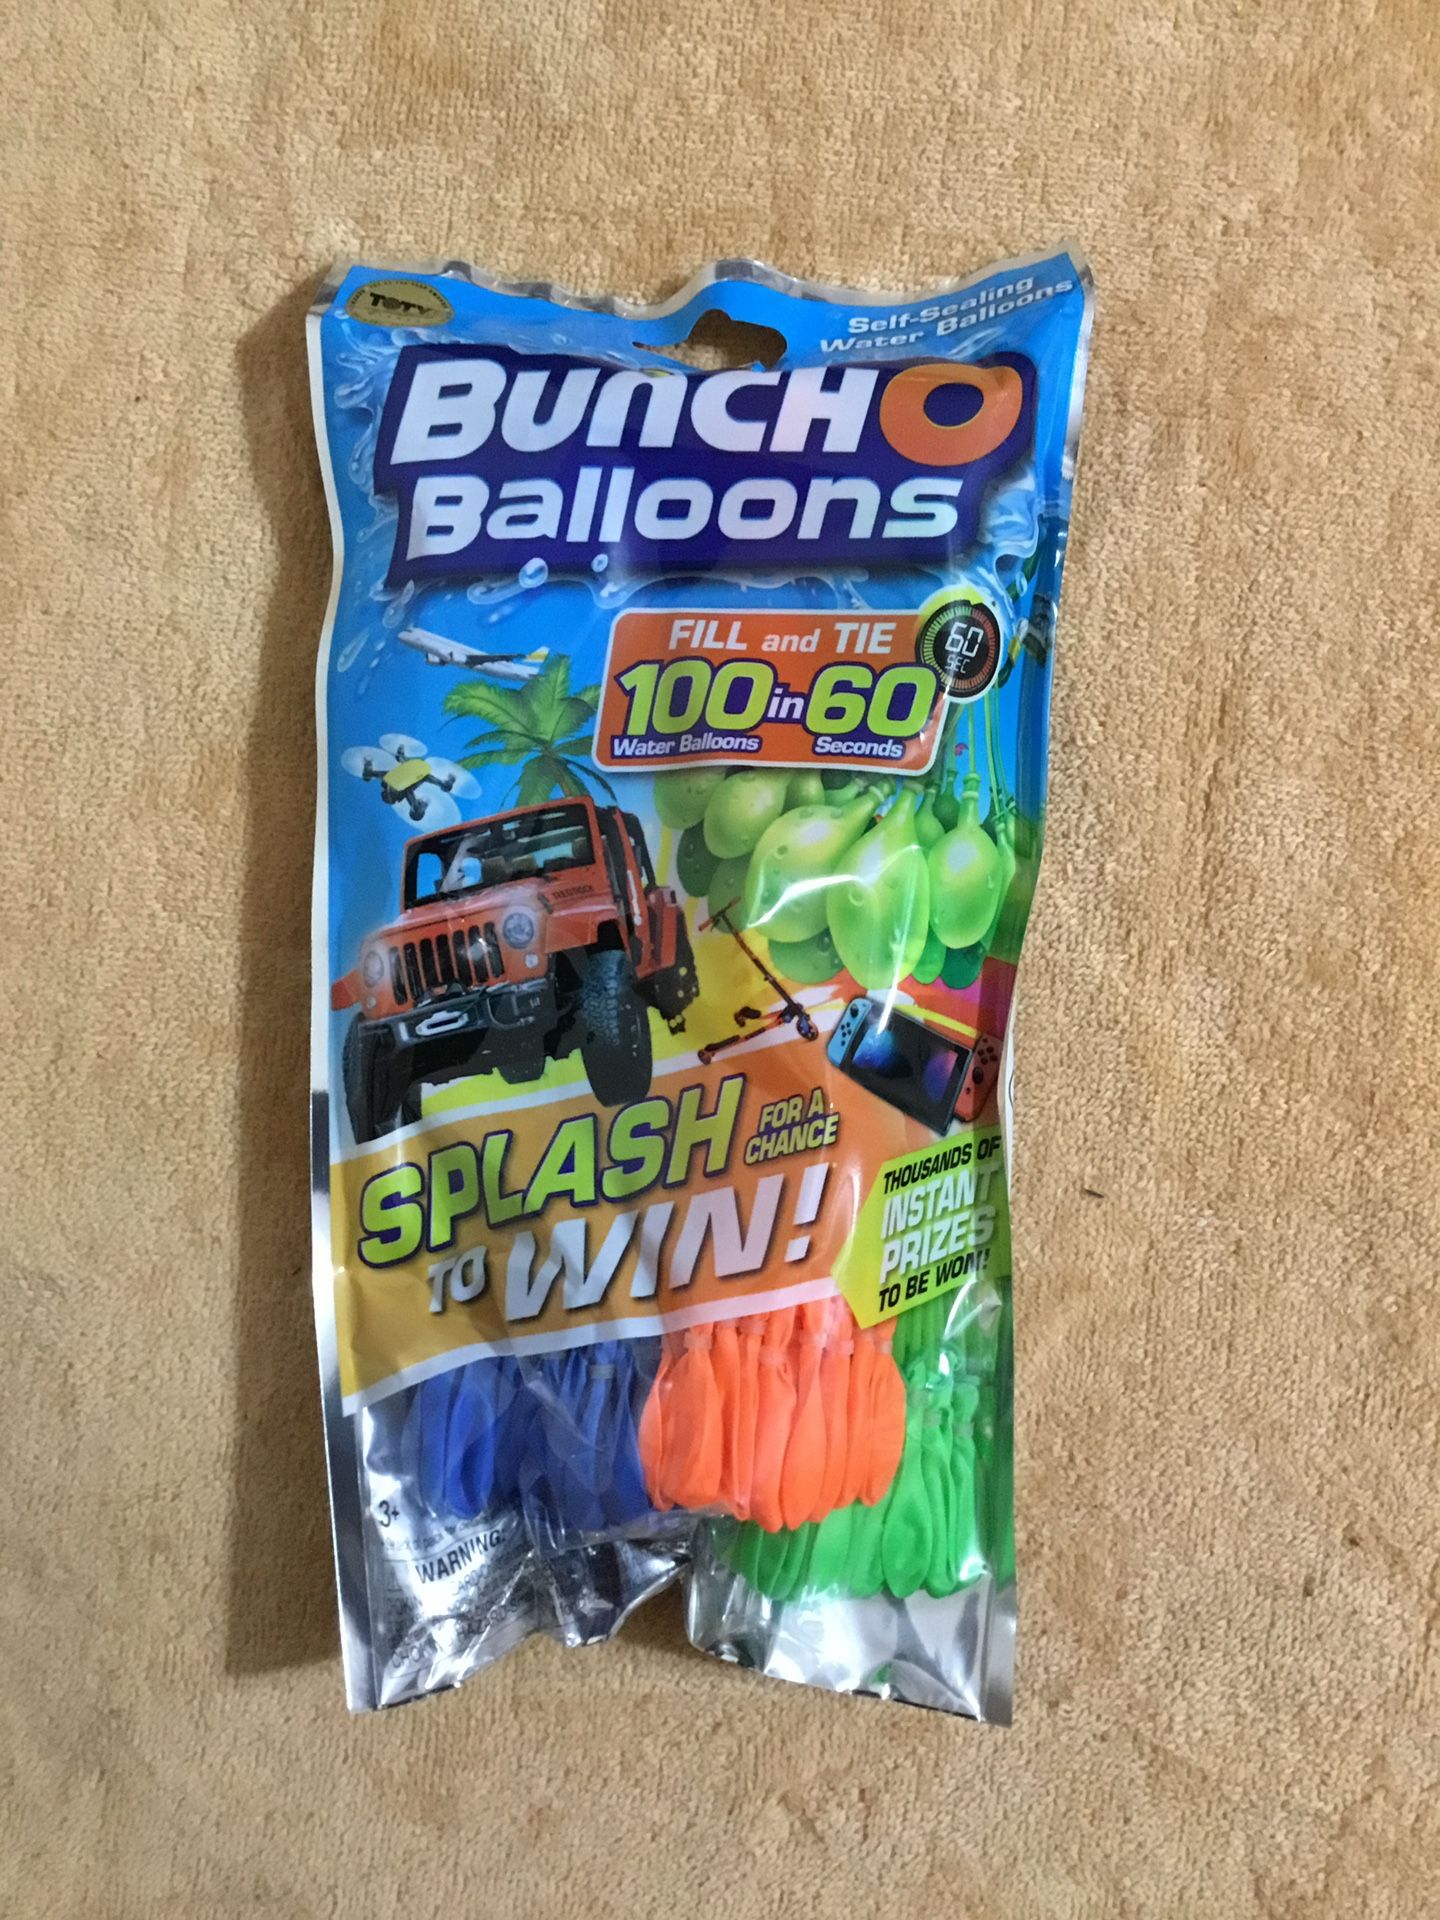 TOTY
Self-Sealing
Water Balloons
BUNCH O
Balloons
FILL and TIE
100 in 60
Water Balloons Seconds
60
SEC
SPLASH FOR A
CHANCE
TO WIN!
THOUSANDS OF
INSTANT
PRIZES
TO BE WON!
3+
WARNING: